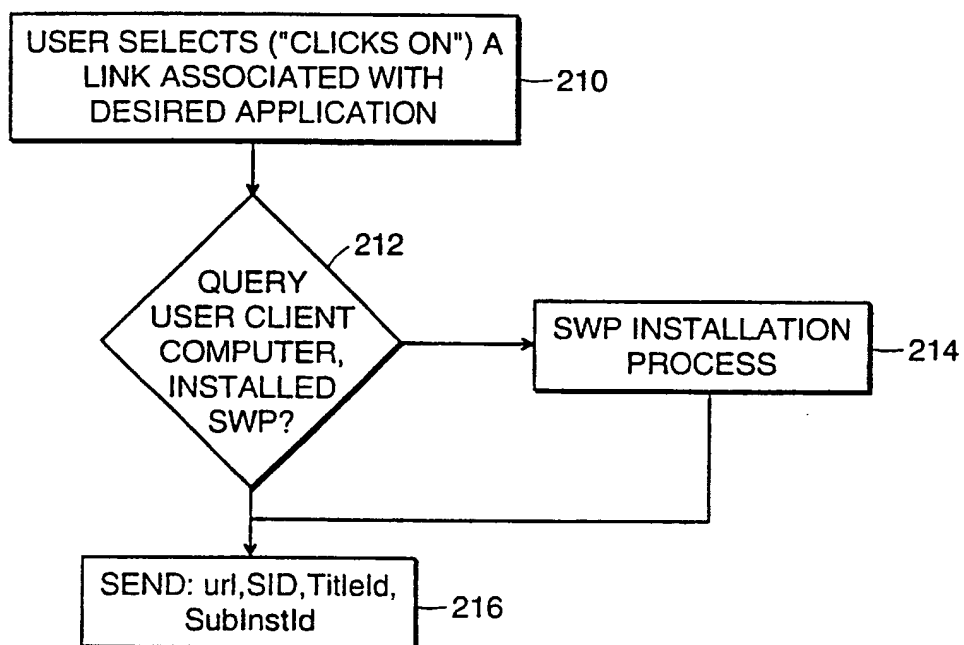 USER SELECTS ("CLICKS ON") A
LINK ASSOCIATED WITH
DESIRED APPLICATION
210
212
QUERY
USER CLIENT
COMPUTER,
INSTALLED
SWP?
SWP INSTALLATION
PROCESS
214
SEND: url,SID,TitleId,
SubInstId
216